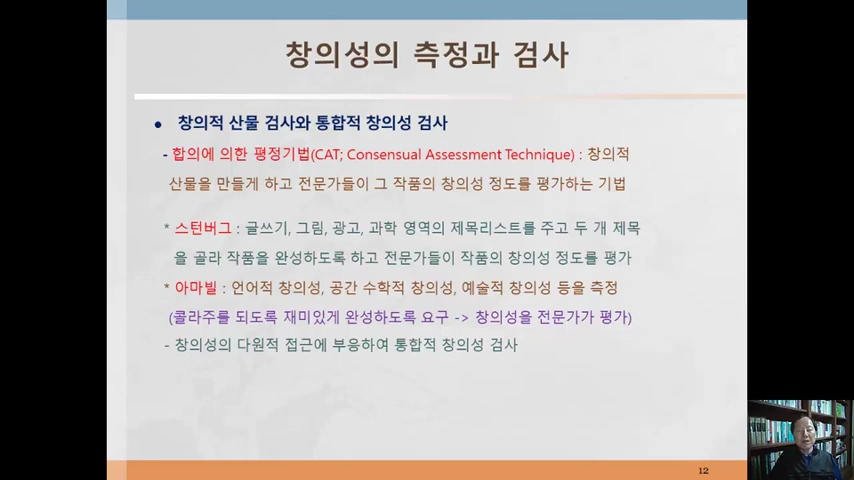 창의성의 측정과 검사
● 창의적 산물 검사와 통합적 창의성 검사
- 합의에 의한 평정기법(CAT; Consensual Assessment Technique) : 창의적
산물을 만들게 하고 전문가들이 그 작품의 창의성 정도를 평가하는 기법
* 스턴버그 : 글쓰기, 그림, 광고, 과학 영역의 제목리스트를 주고 두 개 제목
을 골라 작품을 완성하도록 하고 전문가들이 작품의 창의성 정도를 평가
* 아마빌 : 언어적 창의성, 공간 수학적 창의성, 예술적 창의성 등을 측정
(콜라주를 되도록 재미있게 완성하도록 요구 -> 창의성을 전문가가 평가)
- 창의성의 다원적 접근에 부응하여 통합적 창의성 검사
12